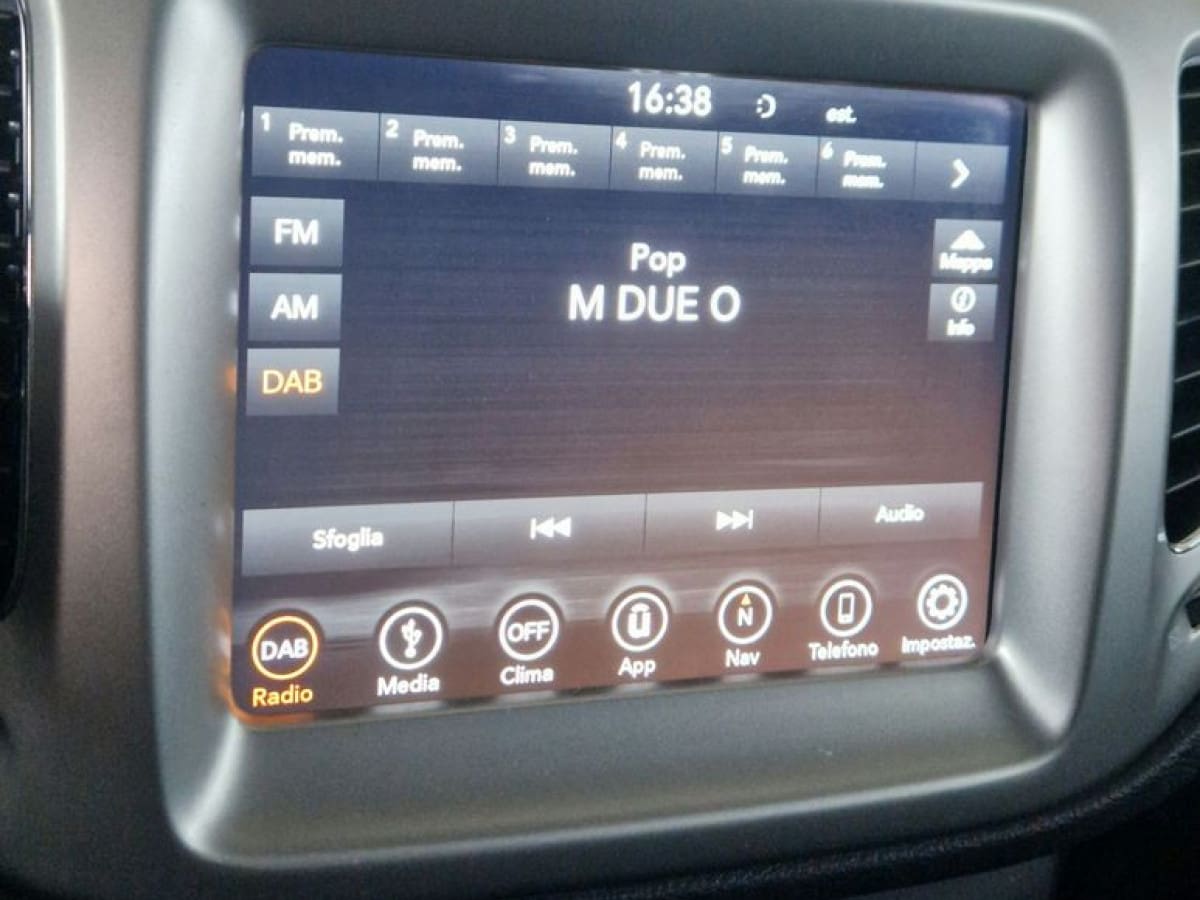 16:38 est.
1 Prem. mem.
2 Prem. mem.
3 Prem. mem.
4 Prem. mem.
5 Prem. mem.
6 Prem. mem.
FM
AM
DAB
Pop
M DUE O
Mappa
Info
Sfoglia
Audio
DAB
Radio
Media
OFF
Clima
ū
App
N
Nav
Telefono
Impostaz.